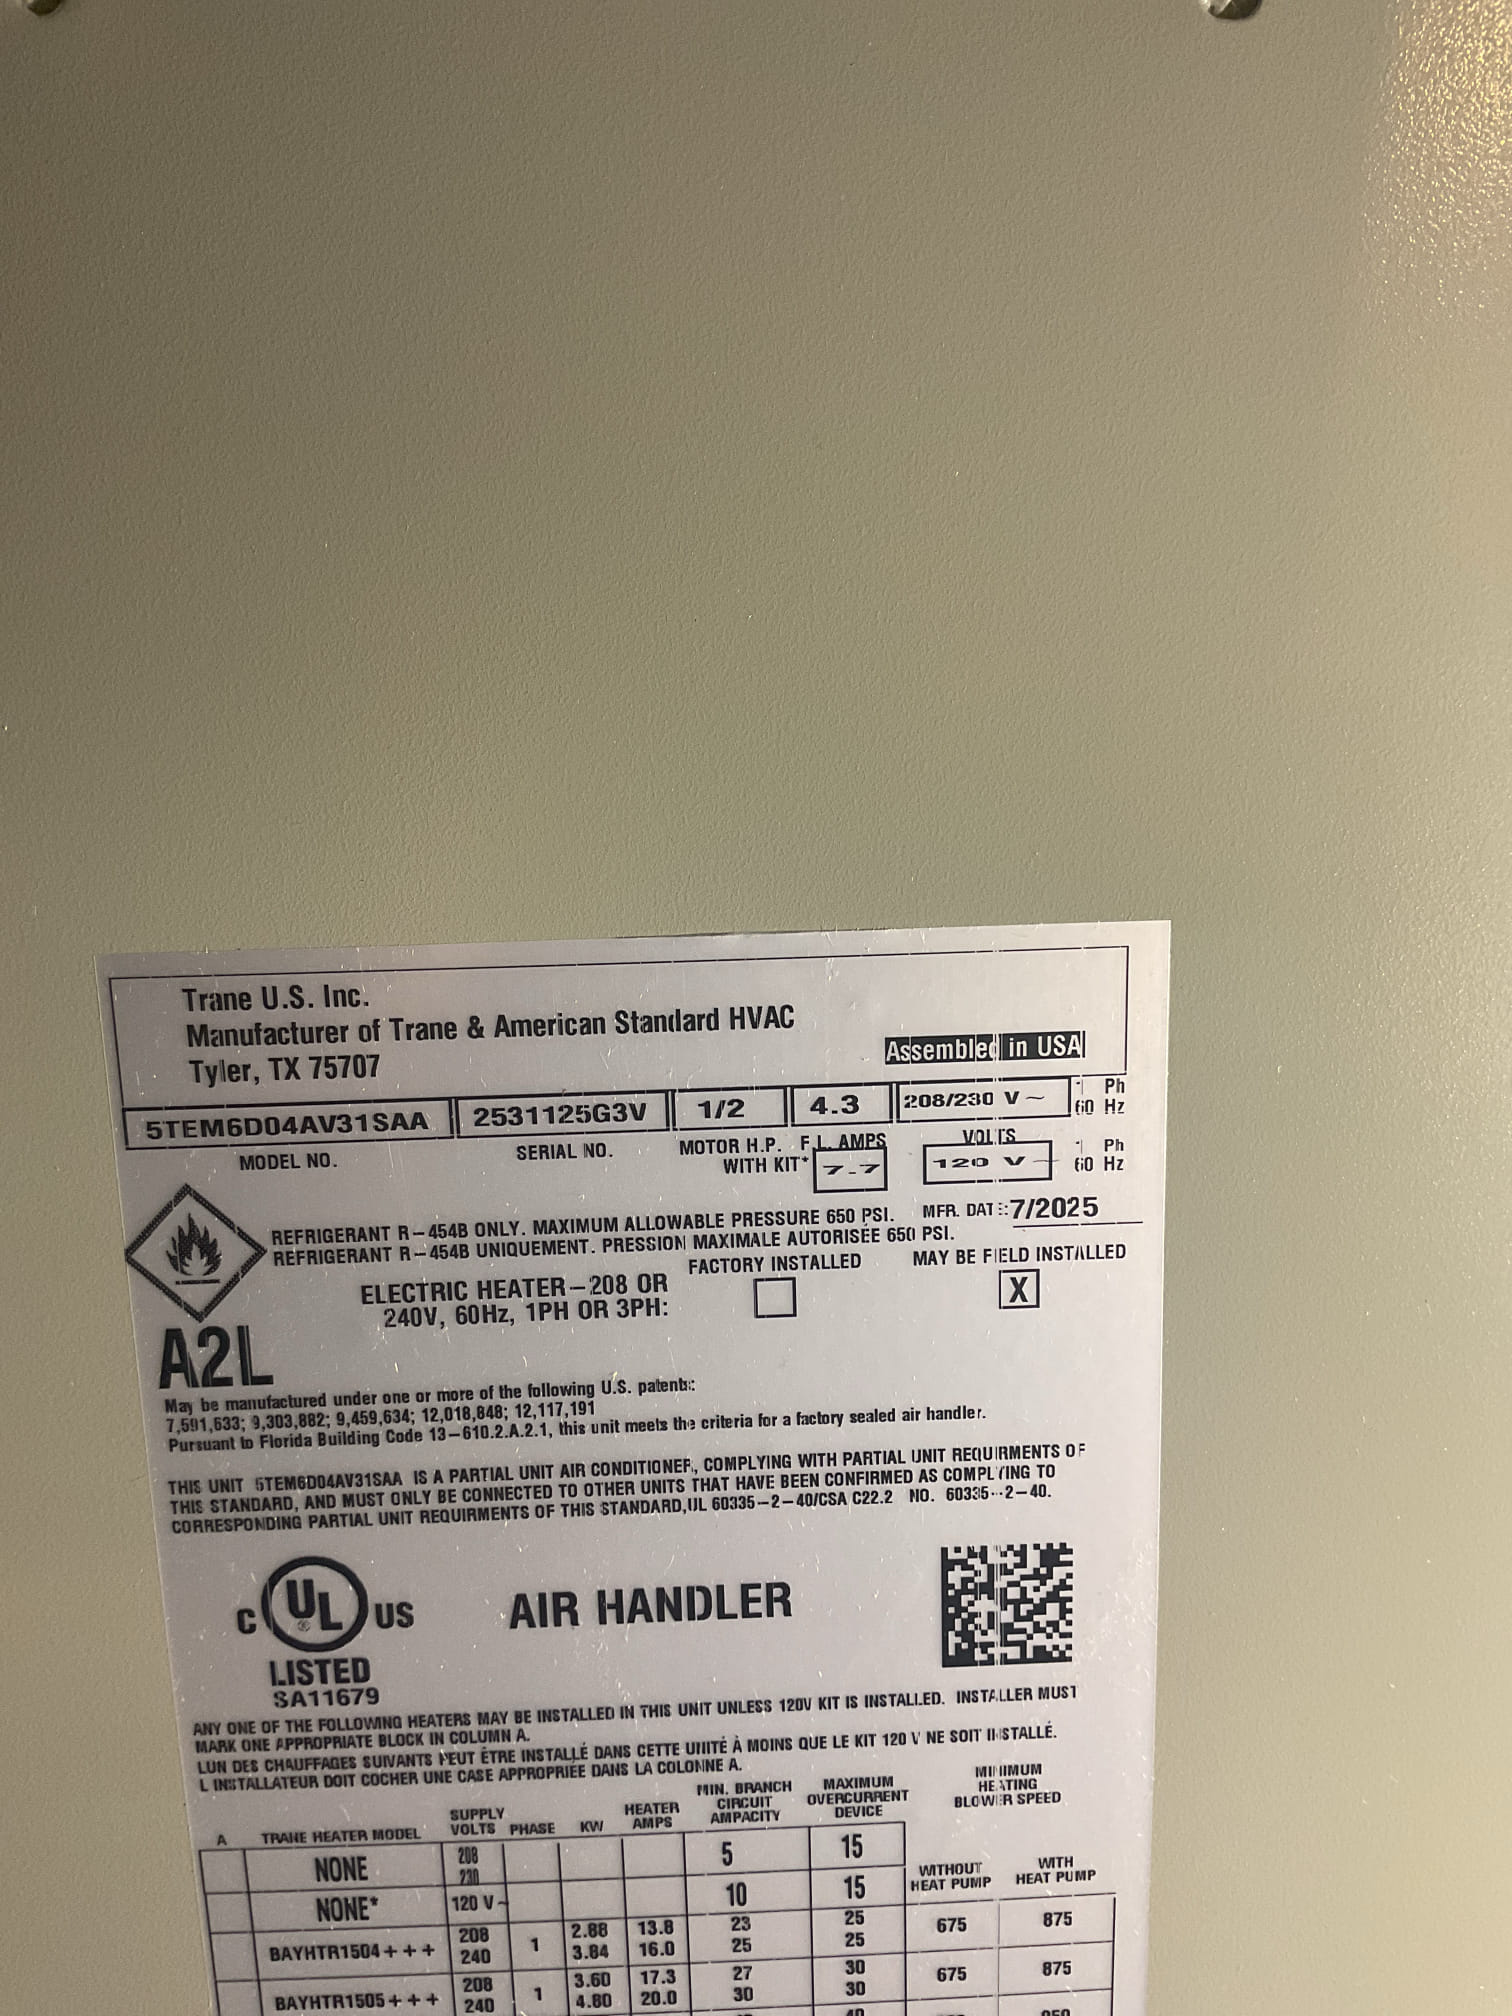 Trane U.S. Inc.
Manufacturer of Trane & American Standard HVAC
Tyler, TX 75707
Assembled in USA
5TEM6D04AV31SAA 2531125G3V 1/2 4.3 208/230 V~ 1 Ph
60 Hz
MODEL NO. SERIAL NO. MOTOR H.P. F.L. AMPS VOLTS
WITH KIT* 7.7 120 V 1 Ph
60 Hz
REFRIGERANT R-454B ONLY. MAXIMUM ALLOWABLE PRESSURE 650 PSI. MFR. DATE: 7/2025
REFRIGERANT R-454B UNIQUEMENT. PRESSION MAXIMALE AUTORISÉE 650 PSI.
FACTORY INSTALLED MAY BE FIELD INSTALLED
ELECTRIC HEATER-208 OR
240V, 60Hz, 1PH OR 3PH: X
A2L
May be manufactured under one or more of the following U.S. patents:
7,591,633; 9,303,882; 9,459,634; 12,018,848; 12,117,191
Pursuant to Florida Building Code 13-610.2.A.2.1, this unit meets the criteria for a factory sealed air handler.
THIS UNIT 5TEM6D04AV31SAA IS A PARTIAL UNIT AIR CONDITIONER, COMPLYING WITH PARTIAL UNIT REQUIRMENTS OF
THIS STANDARD, AND MUST ONLY BE CONNECTED TO OTHER UNITS THAT HAVE BEEN CONFIRMED AS COMPLYING TO
CORRESPONDING PARTIAL UNIT REQUIRMENTS OF THIS STANDARD,UL 60335-2-40/CSA C22.2 NO. 60335-2-40.
C UL ® US
LISTED
SA11679
AIR HANDLER
ANY ONE OF THE FOLLOWING HEATERS MAY BE INSTALLED IN THIS UNIT UNLESS 120V KIT IS INSTALLED. INSTALLER MUST
MARK ONE APPROPRIATE BLOCK IN COLUMN A.
LUN DES CHAUFFAGES SUIVANTS PEUT ÊTRE INSTALLÉ DANS CETTE UNITÉ À MOINS QUE LE KIT 120 V NE SOIT INSTALLÉ.
L INSTALLATEUR DOIT COCHER UNE CASE APPROPRIÉE DANS LA COLONNE A.
A TRANE HEATER MODEL SUPPLY VOLTS PHASE KW HEATER AMPS MIN. BRANCH CIRCUIT AMPACITY MAXIMUM OVERCURRENT DEVICE MINIMUM HEATING BLOWER SPEED
WITHOUT HEAT PUMP WITH HEAT PUMP
NONE 208 230 5 15
NONE* 120 V~ 10 15
BAYHTR1504+++ 208 1 2.88 13.8 23 25 675 875
240 3.84 16.0 25 25
BAYHTR1505+++ 208 1 3.60 17.3 27 30 675 875
240 4.80 20.0 30 30